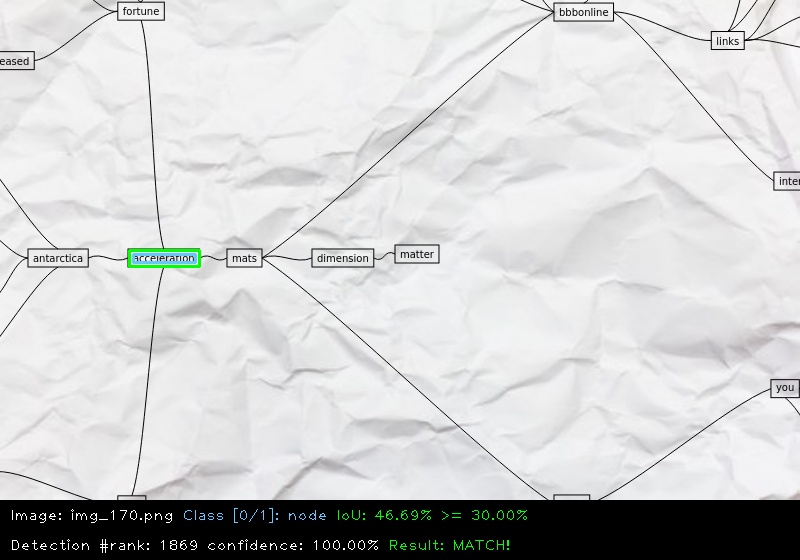 fortune
bbbonline
links
eased
inter
antarctica
acceleration
mats
dimension
matter
you
Image: img_170.png Class [0/1]: node IoU: 46.69% >= 30.00%
Detection #rank: 1869 confidence: 100.00% Result: MATCH!